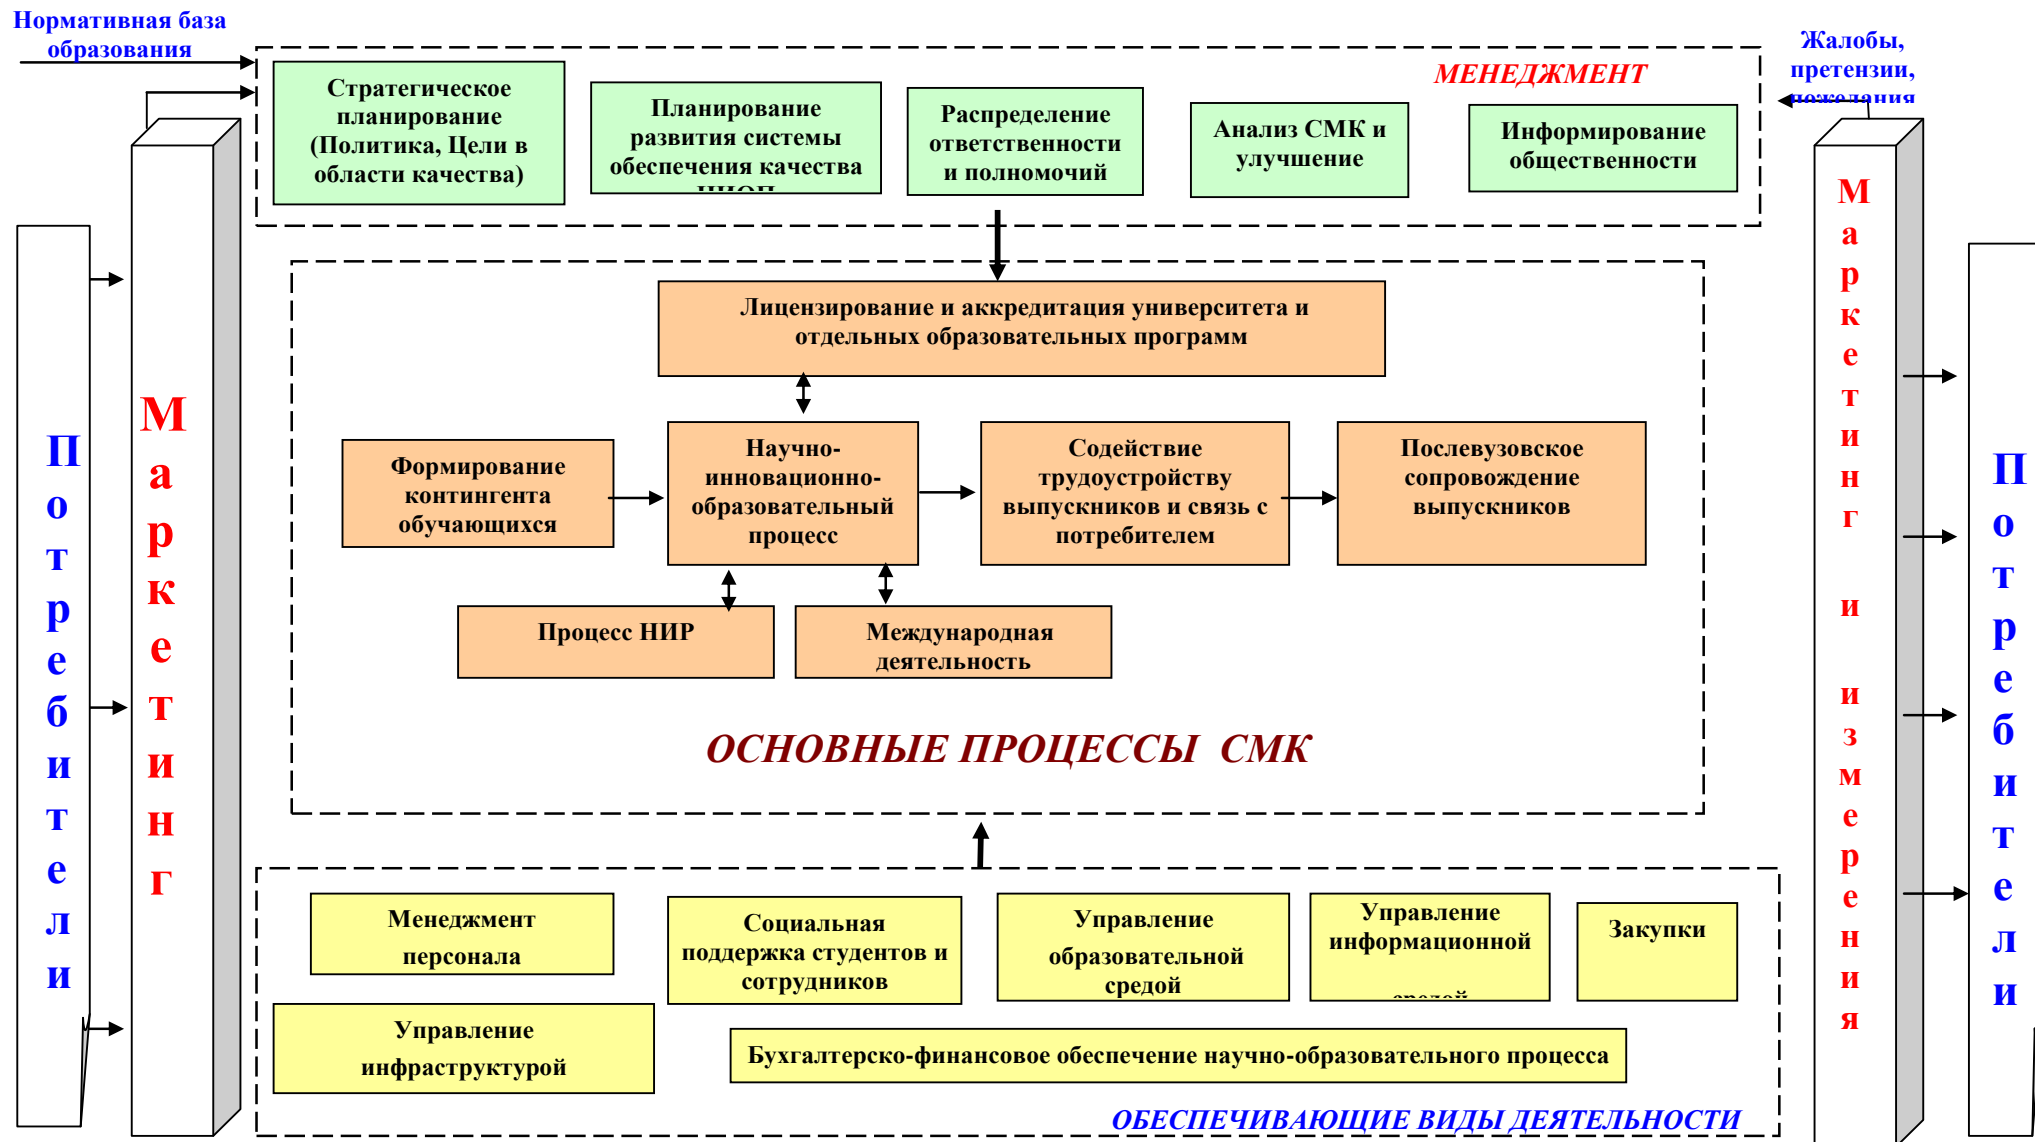 Нормативная база
образования
Жалобы,
претензии,
пожелания
МЕНЕДЖМЕНТ
Стратегическое
планирование
(Политика, Цели в
области качества)
Планирование
развития системы
обеспечения качества
Распределение
ответственности
и полномочий
Анализ СМК и
улучшение
Информирование
общественности
Потребители
Маркетинг
Лицензирование и аккредитация университета и
отдельных образовательных программ
Формирование
контингента
обучающихся
Научно-
инновационно-
образовательный
процесс
Содействие
трудоустройству
выпускников и связь с
потребителем
Послевузовское
сопровождение
выпускников
Процесс НИР
Международная
деятельность
ОСНОВНЫЕ ПРОЦЕССЫ СМК
Маркетинг и измерения
Потребители
Менеджмент
персонала
Социальная
поддержка студентов и
сотрудников
Управление
образовательной
средой
Управление
информационной
средой
Закупки
Управление
инфраструктурой
Бухгалтерско-финансовое обеспечение научно-образовательного процесса
ОБЕСПЕЧИВАЮЩИЕ ВИДЫ ДЕЯТЕЛЬНОСТИ